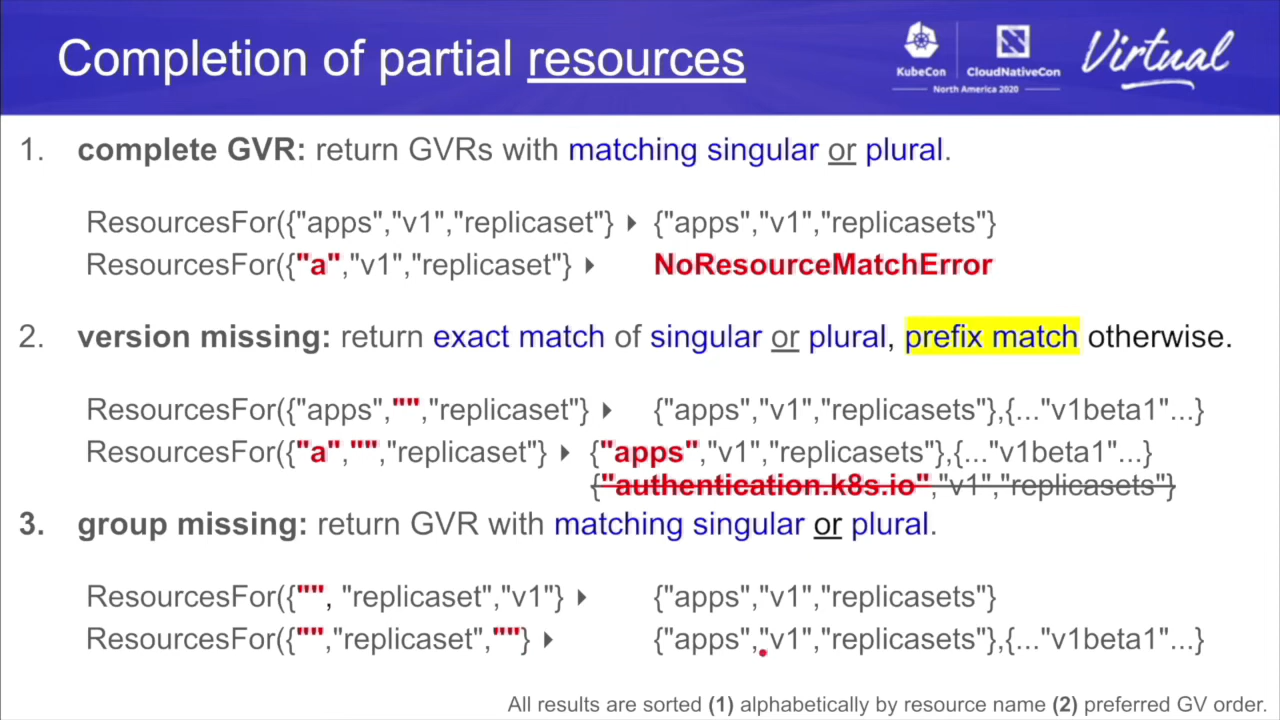 Completion of partial resources
KubeCon
CloudNativeCon
North America 2020
Virtual
1. complete GVR: return GVRs with matching singular or plural.
ResourcesFor({"apps","v1","replicaset"} ▸ {"apps","v1","replicasets"}
ResourcesFor({"a","v1","replicaset"} ▸ NoResourceMatchError
2. version missing: return exact match of singular or plural, prefix match otherwise.
ResourcesFor({"apps","","replicaset"} ▸ {"apps","v1","replicasets"},{..."v1beta1"...}
ResourcesFor({"a","","replicaset"} ▸ {"apps","v1","replicasets"},{..."v1beta1"...}
{"authentication.k8s.io","v1","replicasets"}
3. group missing: return GVR with matching singular or plural.
ResourcesFor({"", "replicaset","v1"} ▸ {"apps","v1","replicasets"}
ResourcesFor({"","replicaset",""} ▸ {"apps","v1","replicasets"},{..."v1beta1"...}
All results are sorted (1) alphabetically by resource name (2) preferred GV order.